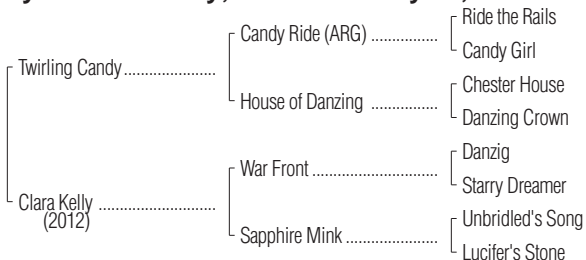 Ride the Rails
Candy Ride (ARG) ................
Candy Girl
Twirling Candy......................
Chester House
House of Danzing ................
Danzing Crown
Danzig
War Front ..............................
Starry Dreamer
Clara Kelly ............................
(2012)
Unbridled's Song
Sapphire Mink ......................
Lucifer's Stone